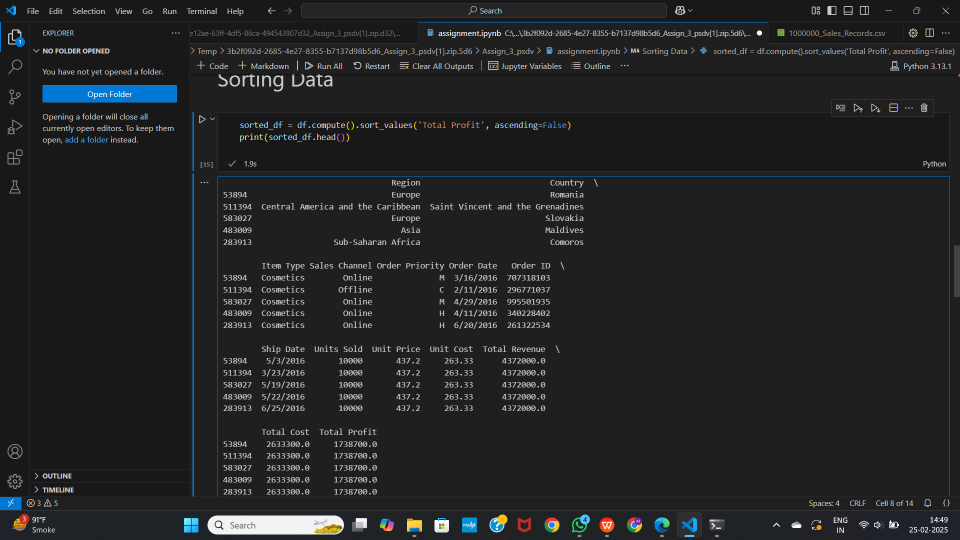 File Edit Selection View Go Run Terminal Help
Search
EXPLORER
NO FOLDER OPENED
You have not yet opened a folder.
Open Folder
Opening a folder will close all
currently open editors. To keep them
open, add a folder instead.
OUTLINE
TIMELINE
e12ae-63ff-4df5-86ca-494543907d32_Assign_3_psdv[1].zip.d32\...
assignment.ipynb C:\...\3b2f092d-2685-4e27-8355-b7137d98b5d6_Assign_3_psdv[1].zip.5d6\...
1000000_Sales_Records.csv
Temp > 3b2f092d-2685-4e27-8355-b7137d98b5d6_Assign_3_psdv[1].zip.5d6 > Assign_3_psdv > assignment.ipynb > Sorting Data > sorted_df = df.compute().sort_values('Total Profit', ascending=False)
+ Code + Markdown Run All Restart Clear All Outputs Jupyter Variables Outline ...
Python 3.13.1
Sorting Data
sorted_df = df.compute().sort_values('Total Profit', ascending=False)
print(sorted_df.head())
[15] 1.9s
Python
Region Country \
53894 Europe Romania
511394 Central America and the Caribbean Saint Vincent and the Grenadines
583027 Europe Slovakia
483009 Asia Maldives
283913 Sub-Saharan Africa Comoros
Item Type Sales Channel Order Priority Order Date Order ID \
53894 Cosmetics Online M 3/16/2016 707318103
511394 Cosmetics Offline C 2/11/2016 296771037
583027 Cosmetics Online M 4/29/2016 995501935
483009 Cosmetics Online H 4/11/2016 340228402
283913 Cosmetics Online H 6/20/2016 261322534
Ship Date Units Sold Unit Price Unit Cost Total Revenue \
53894 5/3/2016 10000 437.2 263.33 4372000.0
511394 3/23/2016 10000 437.2 263.33 4372000.0
583027 5/19/2016 10000 437.2 263.33 4372000.0
483009 5/22/2016 10000 437.2 263.33 4372000.0
283913 6/25/2016 10000 437.2 263.33 4372000.0
Total Cost Total Profit
53894 2633300.0 1738700.0
511394 2633300.0 1738700.0
583027 2633300.0 1738700.0
483009 2633300.0 1738700.0
283913 2633300.0 1738700.0
3 5
Spaces: 4 CRLF Cell 8 of 14
3
91°F
Smoke
Search
4
ENG
IN
14:49
25-02-2025